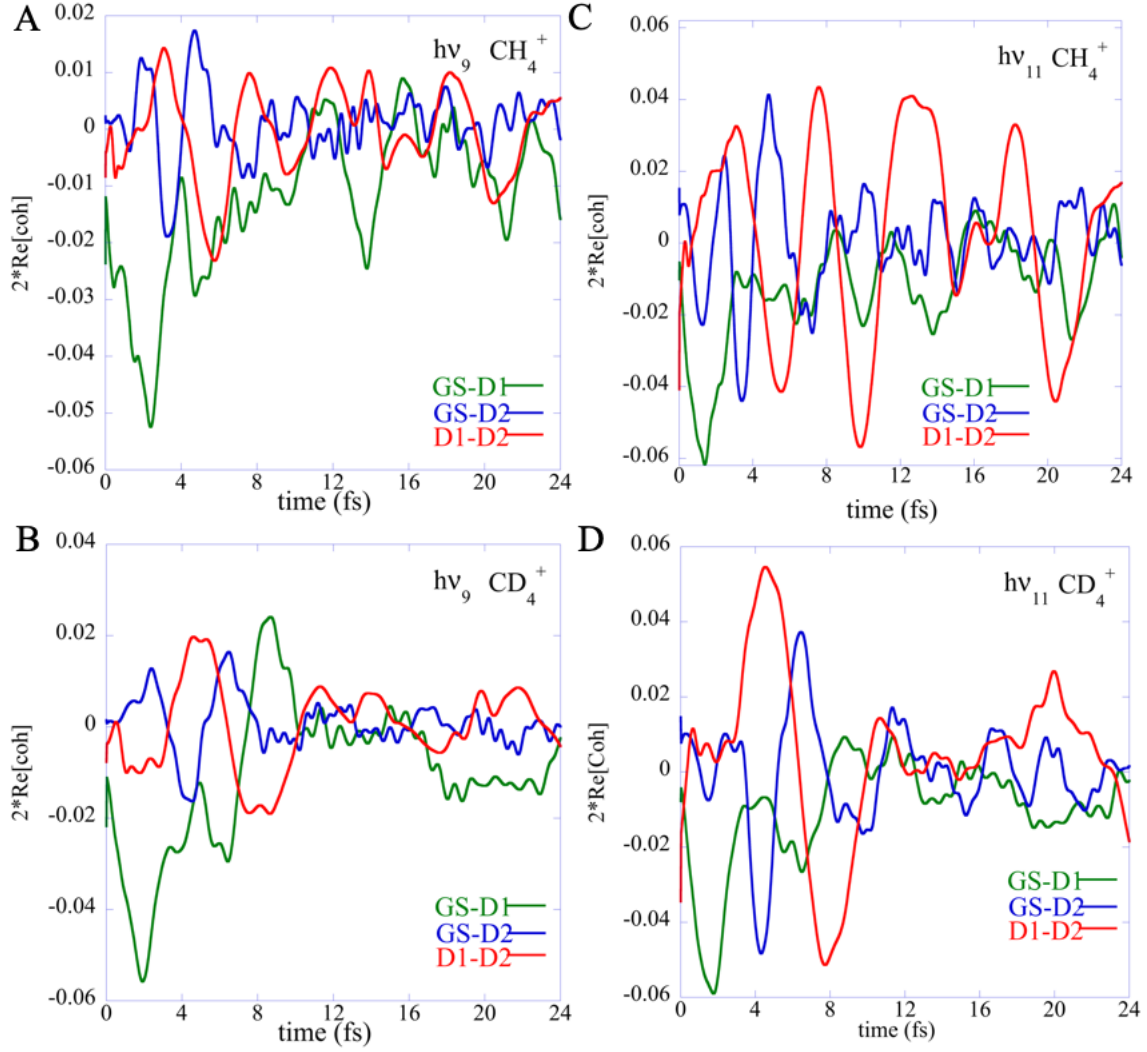 A
hν₉ CH₄⁺
2*Re[coh]
0.02
0.01
0
-0.01
-0.02
-0.03
-0.04
-0.05
-0.06
GS-D1
GS-D2
D1-D2
0 4 8 12 16 20 24
time (fs)
C
hν₁₁ CH₄⁺
2*Re[coh]
0.06
0.04
0.02
0
-0.02
-0.04
-0.06
GS-D1
GS-D2
D1-D2
0 4 8 12 16 20 24
time (fs)
B
hν₉ CD₄⁺
2*Re[coh]
0.04
0.02
0
-0.02
-0.04
-0.06
GS-D1
GS-D2
D1-D2
0 4 8 12 16 20 24
time (fs)
D
hν₁₁ CD₄⁺
2*Re[Coh]
0.06
0.04
0.02
0
-0.02
-0.04
-0.06
GS-D1
GS-D2
D1-D2
0 4 8 12 16 20 24
time (fs)